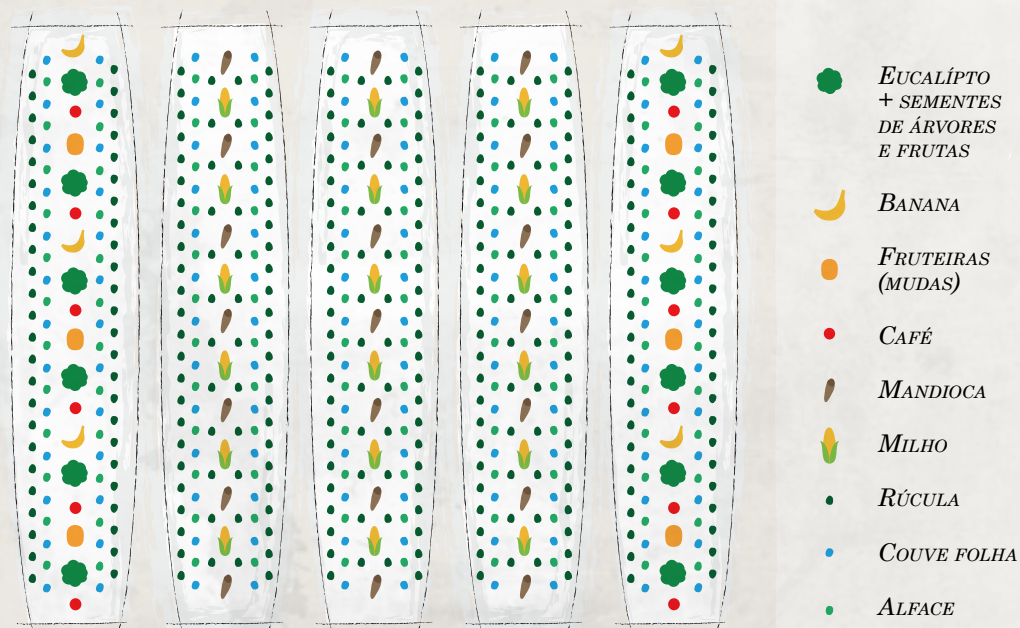 Eucalípto
+ sementes
de árvores
e frutas
Banana
Fruteiras
(mudas)
Café
Mandioca
Milho
Rúcula
Couve folha
Alface